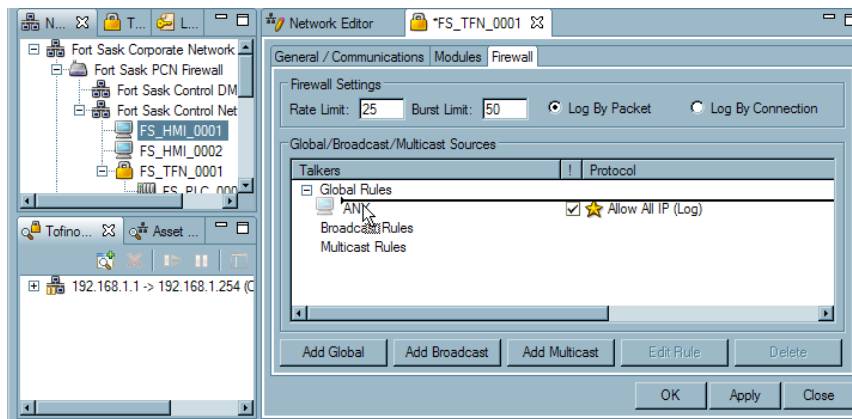 N...
T...
L...
Fort Sask Corporate Network
Fort Sask PCN Firewall
Fort Sask Control DM
Fort Sask Control Net
FS_HMI_0001
FS_HMI_0002
FS_TFN_0001
FS_PLC_000
Tofino...
Asset ...
192.168.1.1 -> 192.168.1.254 (C
Network Editor
*FS_TFN_0001
General / Communications Modules Firewall
Firewall Settings
Rate Limit: 25 Burst Limit: 50 Log By Packet Log By Connection
Global/Broadcast/Multicast Sources
Talkers ! Protocol
Global Rules
ANY Allow All IP (Log)
Broadcast Rules
Multicast Rules
Add Global Add Broadcast Add Multicast Edit Rule Delete
OK Apply Close